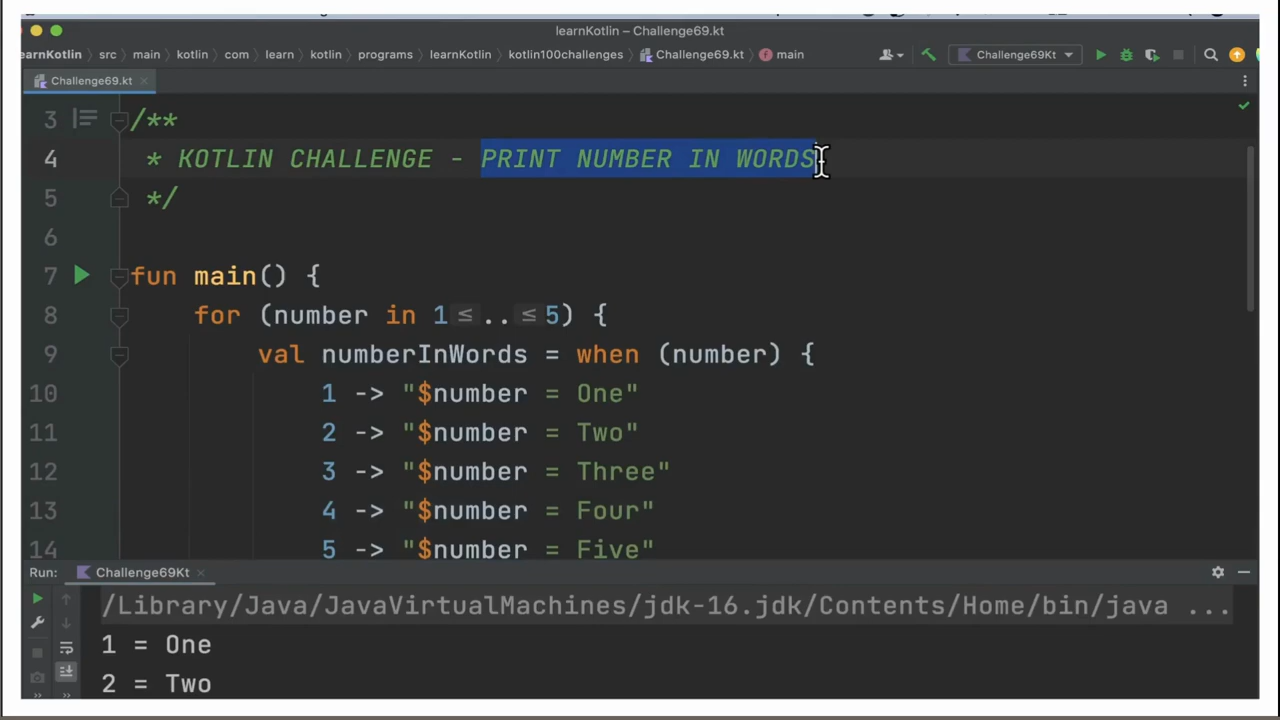 learnKotlin – Challenge69.kt
earnKotlin › src › main › kotlin › com › learn › kotlin › programs › learnKotlin › kotlin100challenges › Challenge69.kt › main Challenge69Kt
Challenge69.kt
3 /**
4 * KOTLIN CHALLENGE - PRINT NUMBER IN WORDS
5 */
6
7 fun main() {
8 for (number in 1≤..≤5) {
9 val numberInWords = when (number) {
10 1 -> "$number = One"
11 2 -> "$number = Two"
12 3 -> "$number = Three"
13 4 -> "$number = Four"
14 5 -> "$number = Five"
Run: Challenge69Kt
/Library/Java/JavaVirtualMachines/jdk-16.jdk/Contents/Home/bin/java ...
1 = One
2 = Two